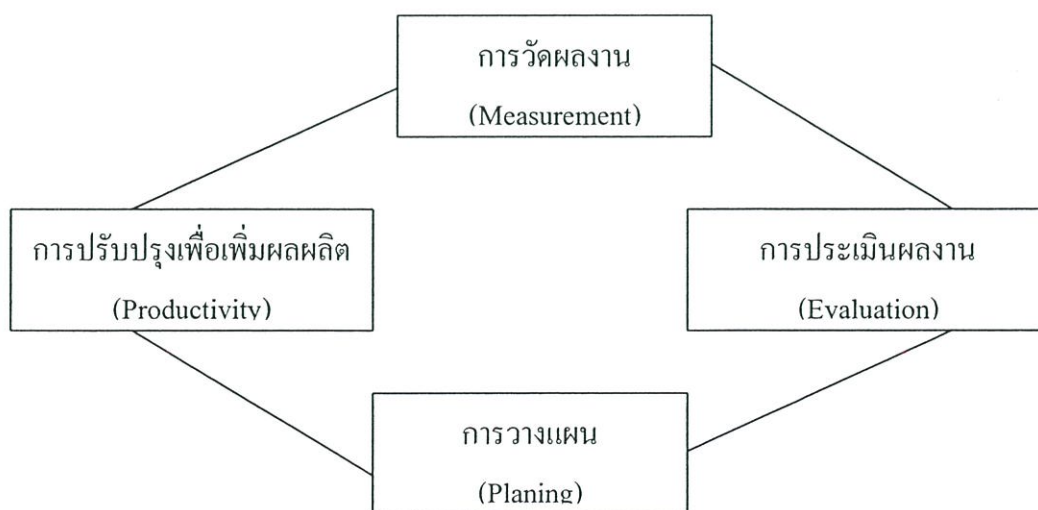 การวัดผลงาน
(Measurement)
การปรับปรุงเพื่อเพิ่มผลผลิต
(Productivity)
การประเมินผลงาน
(Evaluation)
การวางแผน
(Planing)